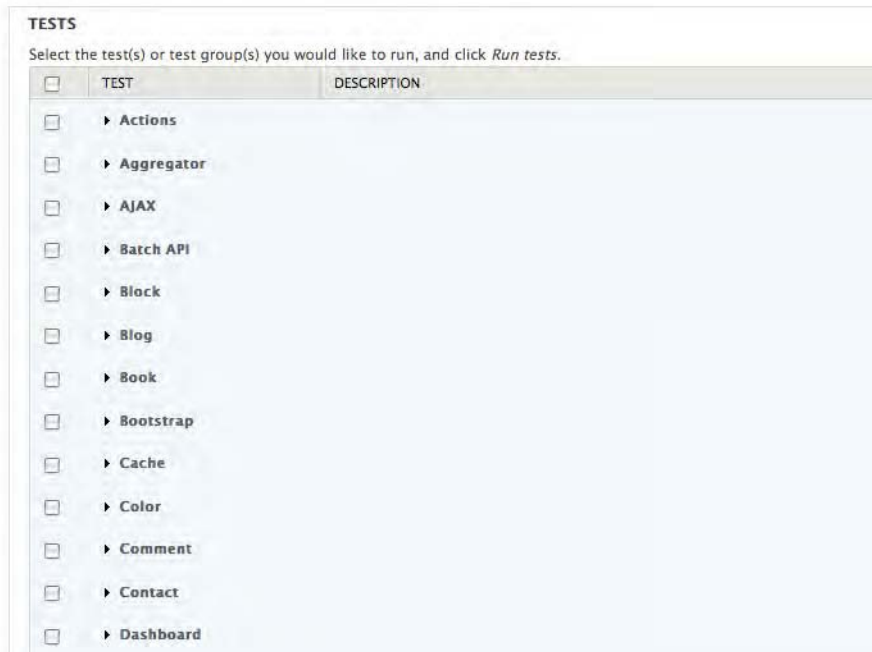 TESTS
Select the test(s) or test group(s) you would like to run, and click Run tests.
TEST DESCRIPTION
Actions
Aggregator
AJAX
Batch API
Block
Blog
Book
Bootstrap
Cache
Color
Comment
Contact
Dashboard